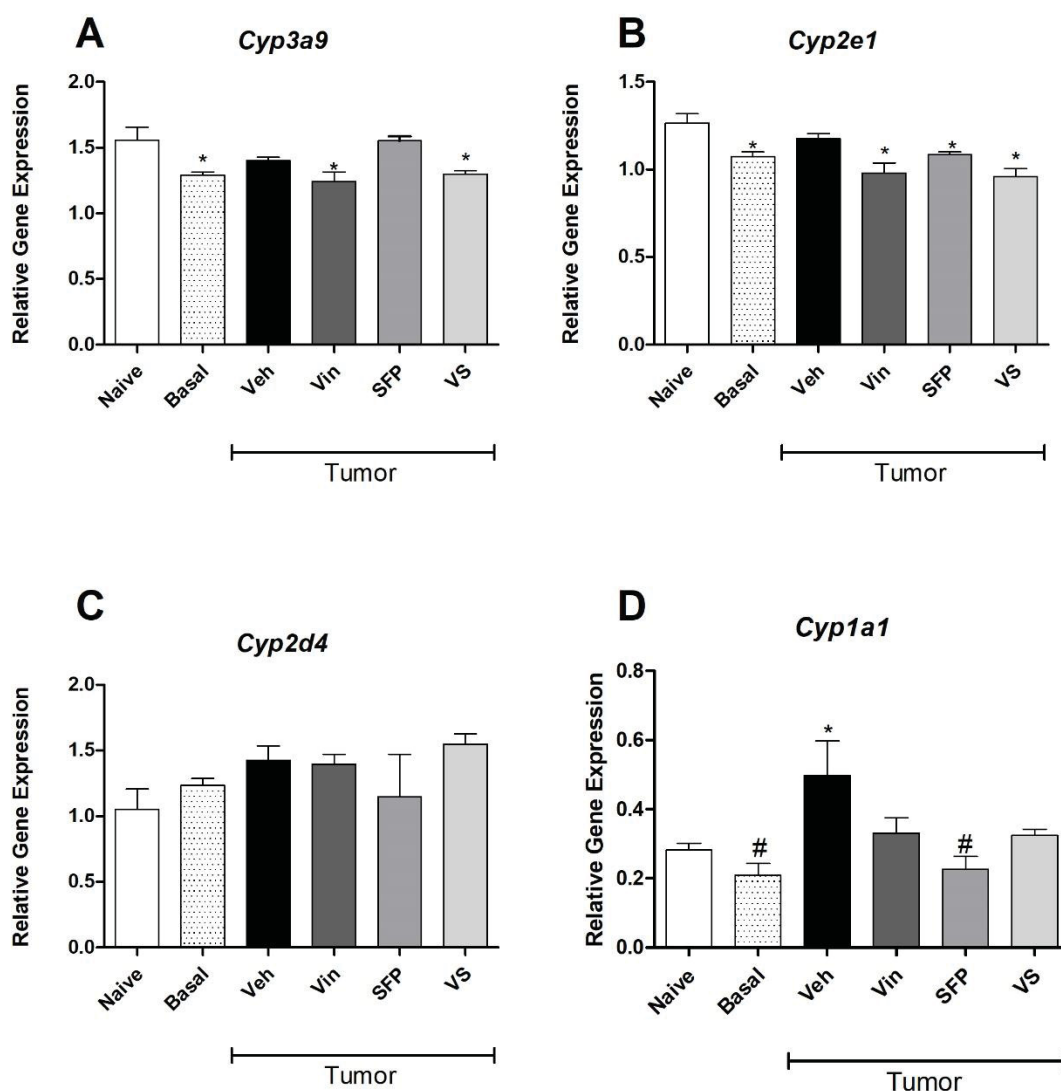 A
Cyp3a9
Relative Gene Expression
2.0
1.5
1.0
0.5
0.0
*
*
*
Naive
Basal
Veh
Vin
SFP
VS
Tumor
B
Cyp2e1
Relative Gene Expression
1.5
1.0
0.5
0.0
*
*
*
*
Naive
Basal
Veh
Vin
SFP
VS
Tumor
C
Cyp2d4
Relative Gene Expression
2.0
1.5
1.0
0.5
0.0
Naive
Basal
Veh
Vin
SFP
VS
Tumor
D
Cyp1a1
Relative Gene Expression
0.8
0.6
0.4
0.2
0.0
#
*
#
Naive
Basal
Veh
Vin
SFP
VS
Tumor